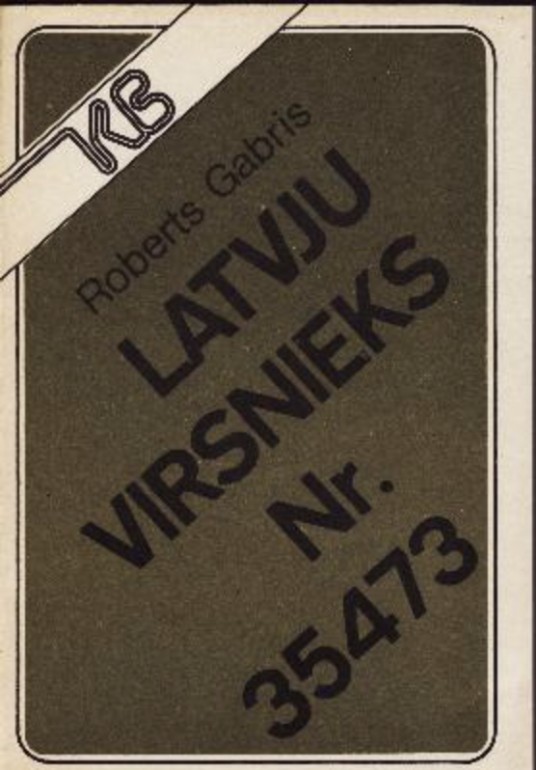 KB
Roberts Gabris
LATVJU
VIRSNIEKS
Nr.
35473